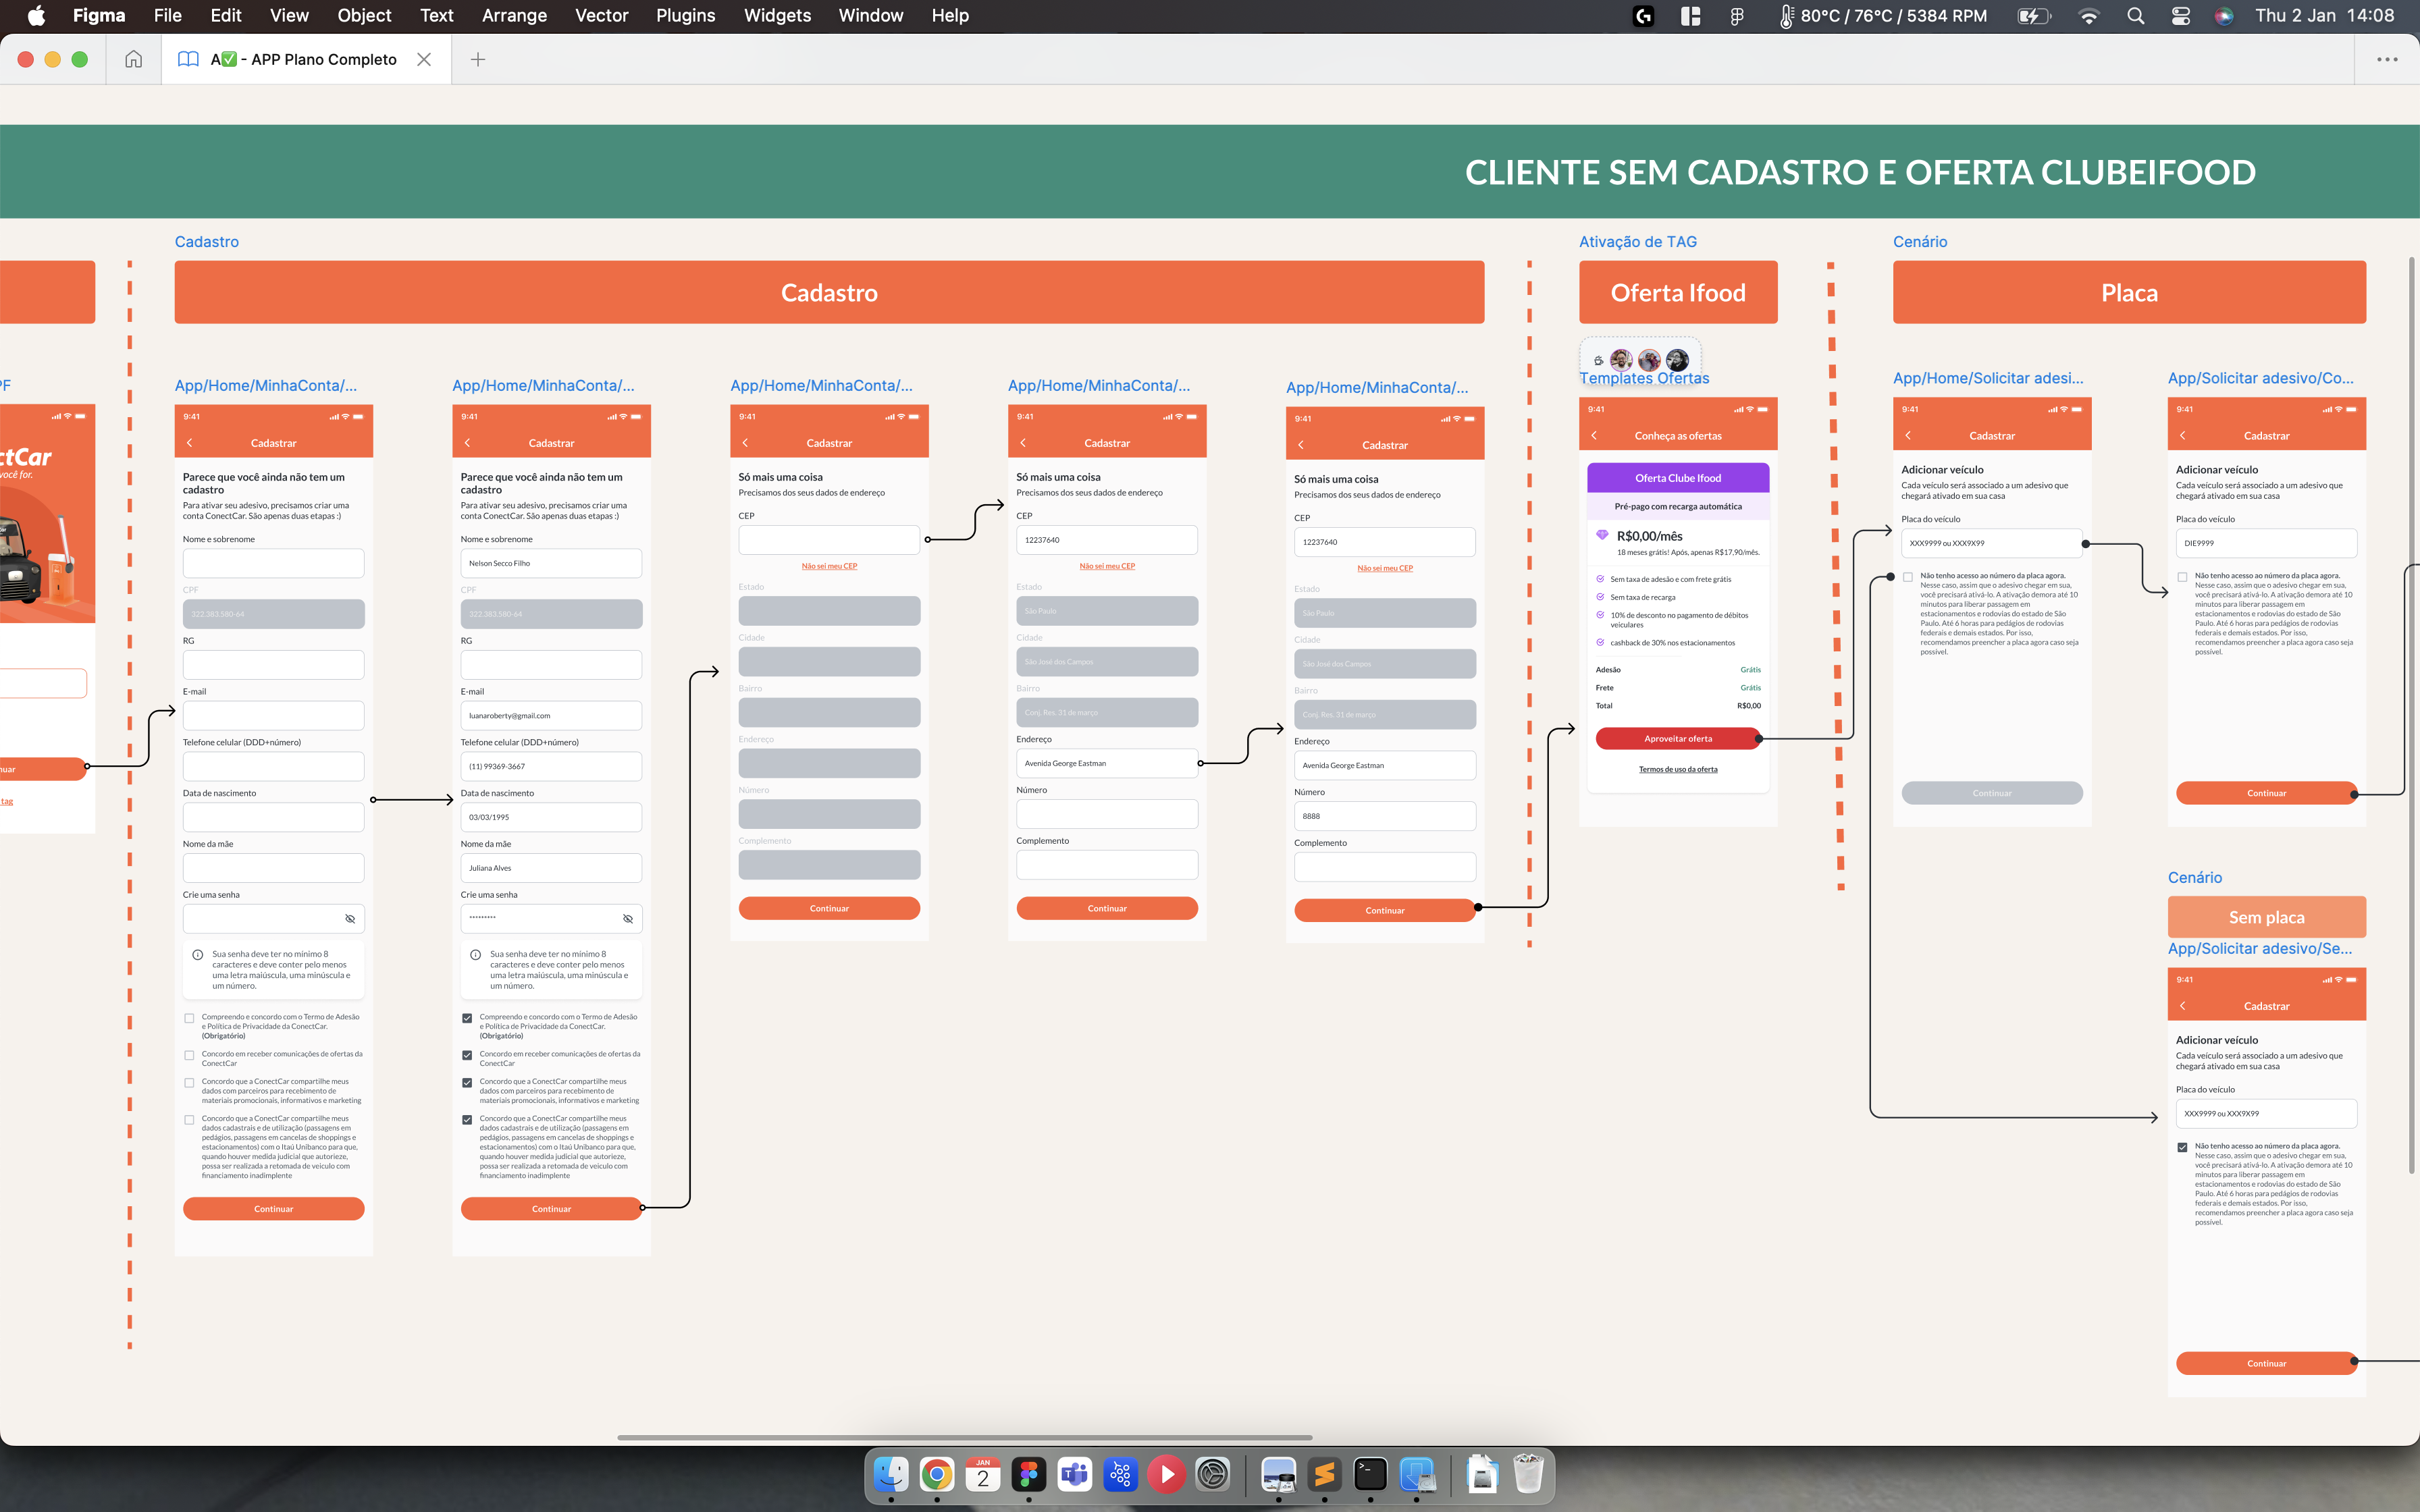 Figma File Edit View Object Text Arrange Vector Plugins Widgets Window Help
80°C / 76°C / 5384 RPM
Thu 2 Jan 14:08
A✅ - APP Plano Completo
CLIENTE SEM CADASTRO E OFERTA CLUBEIFOOD
Cadastro
Cadastro
Ativação de TAG
Oferta Ifood
Cenário
Placa
PF
ctCar
você for.
nuar
tag
App/Home/MinhaConta/...
9:41
Cadastrar
Parece que você ainda não tem um
cadastro
Para ativar seu adesivo, precisamos criar uma
conta ConectCar. São apenas duas etapas :)
Nome e sobrenome
CPF
322.383.580-64
RG
E-mail
Telefone celular (DDD+número)
Data de nascimento
Nome da mãe
Crie uma senha
Sua senha deve ter no mínimo 8
caracteres e deve conter pelo menos
uma letra maiúscula, uma minúscula e
um número.
Compreendo e concordo com o Termo de Adesão
e Política de Privacidade da ConectCar.
(Obrigatório)
Concordo em receber comunicações de ofertas da
ConectCar
Concordo que a ConectCar compartilhe meus
dados com parceiros para recebimento de
materiais promocionais, informativos e marketing
Concordo que a ConectCar compartilhe meus
dados cadastrais e de utilização (passagens em
pedágios, passagens em cancelas de shoppings e
estacionamentos) com o Itaú Unibanco para que,
quando houver medida judicial que autorieze,
possa ser realizada a retomada de veículo com
financiamento inadimplente
Continuar
App/Home/MinhaConta/...
9:41
Cadastrar
Parece que você ainda não tem um
cadastro
Para ativar seu adesivo, precisamos criar uma
conta ConectCar. São apenas duas etapas :)
Nome e sobrenome
Nelson Secco Filho
CPF
322.383.580-64
RG
E-mail
luanaroberty@gmail.com
Telefone celular (DDD+número)
(11) 99369-3667
Data de nascimento
03/03/1995
Nome da mãe
Juliana Alves
Crie uma senha
*********
Sua senha deve ter no mínimo 8
caracteres e deve conter pelo menos
uma letra maiúscula, uma minúscula e
um número.
Compreendo e concordo com o Termo de Adesão
e Política de Privacidade da ConectCar.
(Obrigatório)
Concordo em receber comunicações de ofertas da
ConectCar
Concordo que a ConectCar compartilhe meus
dados com parceiros para recebimento de
materiais promocionais, informativos e marketing
Concordo que a ConectCar compartilhe meus
dados cadastrais e de utilização (passagens em
pedágios, passagens em cancelas de shoppings e
estacionamentos) com o Itaú Unibanco para que,
quando houver medida judicial que autorieze,
possa ser realizada a retomada de veículo com
financiamento inadimplente
Continuar
App/Home/MinhaConta/...
9:41
Cadastrar
Só mais uma coisa
Precisamos dos seus dados de endereço
CEP
Não sei meu CEP
Estado
Cidade
Bairro
Endereço
Número
Complemento
Continuar
App/Home/MinhaConta/...
9:41
Cadastrar
Só mais uma coisa
Precisamos dos seus dados de endereço
CEP
12237640
Não sei meu CEP
Estado
São Paulo
Cidade
São José dos Campos
Bairro
Conj. Res. 31 de março
Endereço
Avenida George Eastman
Número
Complemento
Continuar
App/Home/MinhaConta/...
9:41
Cadastrar
Só mais uma coisa
Precisamos dos seus dados de endereço
CEP
12237640
Não sei meu CEP
Estado
São Paulo
Cidade
São José dos Campos
Bairro
Conj. Res. 31 de março
Endereço
Avenida George Eastman
Número
8888
Complemento
Continuar
Templates Ofertas
9:41
Conheça as ofertas
Oferta Clube Ifood
Pré-pago com recarga automática
R$0,00/mês
18 meses grátis! Após, apenas R$17,90/mês.
Sem taxa de adesão e com frete grátis
Sem taxa de recarga
10% de desconto no pagamento de débitos
veiculares
cashback de 30% nos estacionamentos
Adesão Grátis
Frete Grátis
Total R$0,00
Aproveitar oferta
Termos de uso da oferta
App/Home/Solicitar adesi...
9:41
Cadastrar
Adicionar veículo
Cada veículo será associado a um adesivo que
chegará ativado em sua casa
Placa do veículo
XXX9999 ou XXX9X99
Não tenho acesso ao número da placa agora.
Nesse caso, assim que o adesivo chegar em sua,
você precisará ativá-lo. A ativação demora até 10
minutos para liberar passagem em
estacionamentos e rodovias do estado de São
Paulo. Até 6 horas para pedágios de rodovias
federais e demais estados. Por isso,
recomendamos preencher a placa agora caso seja
possível.
Continuar
App/Solicitar adesivo/Co...
9:41
Cadastrar
Adicionar veículo
Cada veículo será associado a um adesivo que
chegará ativado em sua casa
Placa do veículo
DIE9999
Não tenho acesso ao número da placa agora.
Nesse caso, assim que o adesivo chegar em sua,
você precisará ativá-lo. A ativação demora até 10
minutos para liberar passagem em
estacionamentos e rodovias do estado de São
Paulo. Até 6 horas para pedágios de rodovias
federais e demais estados. Por isso,
recomendamos preencher a placa agora caso seja
possível.
Continuar
Cenário
Sem placa
App/Solicitar adesivo/Se...
9:41
Cadastrar
Adicionar veículo
Cada veículo será associado a um adesivo que
chegará ativado em sua casa
Placa do veículo
XXX9999 ou XXX9X99
Não tenho acesso ao número da placa agora.
Nesse caso, assim que o adesivo chegar em sua,
você precisará ativá-lo. A ativação demora até 10
minutos para liberar passagem em
estacionamentos e rodovias do estado de São
Paulo. Até 6 horas para pedágios de rodovias
federais e demais estados. Por isso,
recomendamos preencher a placa agora caso seja
possível.
Continuar
JAN
2